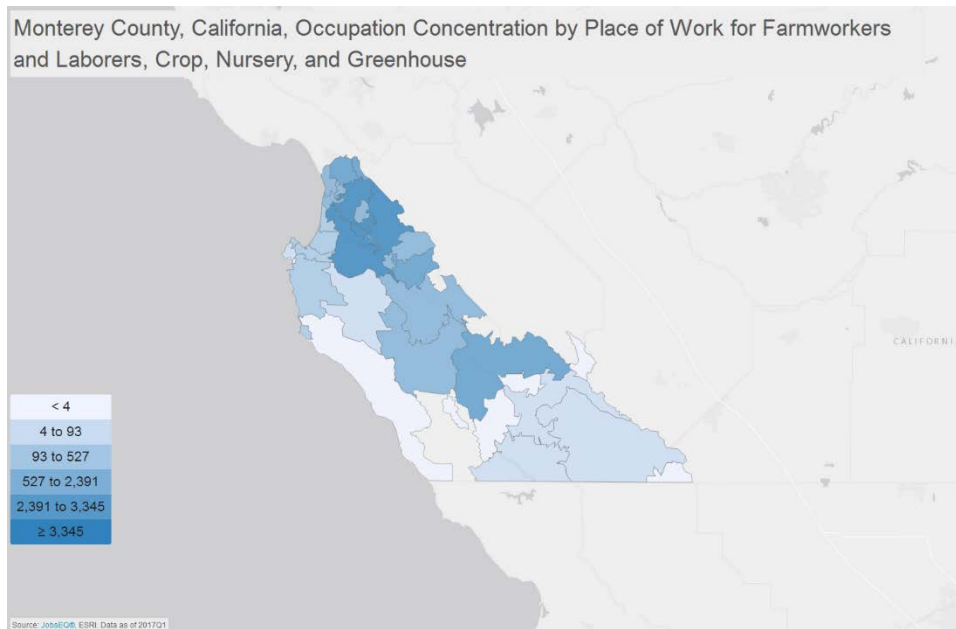 Monterey County, California, Occupation Concentration by Place of Work for Farmworkers
and Laborers, Crop, Nursery, and Greenhouse
CALIFORNI
< 4
4 to 93
93 to 527
527 to 2,391
2,391 to 3,345
≥ 3,345
Source: JobsEQ®, ESRI. Data as of 2017Q1